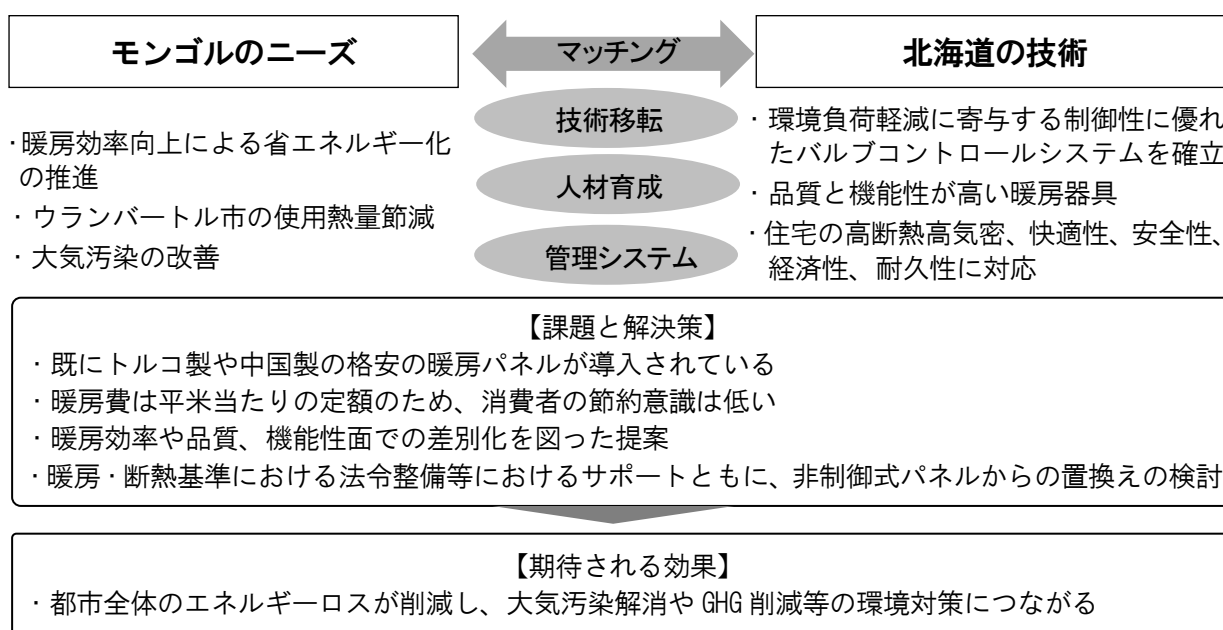 モンゴルのニーズ
マッチング
北海道の技術
・暖房効率向上による省エネルギー化
の推進
・ウランバートル市の使用熱量節減
・大気汚染の改善
技術移転
人材育成
管理システム
・環境負荷軽減に寄与する制御性に優れ
たバルブコントロールシステムを確立
・品質と機能性が高い暖房器具
・住宅の高断熱高気密、快適性、安全性、
経済性、耐久性に対応
【課題と解決策】
・既にトルコ製や中国製の格安の暖房パネルが導入されている
・暖房費は平米当たりの定額のため、消費者の節約意識は低い
・暖房効率や品質、機能性面での差別化を図った提案
・暖房・断熱基準における法令整備等におけるサポートともに、非制御式パネルからの置換えの検討
【期待される効果】
・都市全体のエネルギーロスが削減し、大気汚染解消や GHG 削減等の環境対策につながる